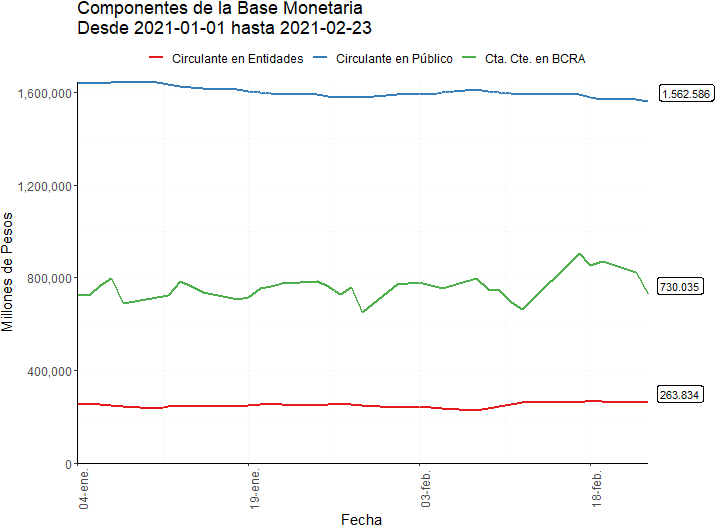 Componentes de la Base Monetaria
Desde 2021-01-01 hasta 2021-02-23
Circulante en Entidades Circulante en Público Cta. Cte. en BCRA
1,600,000
1.562.586
1,200,000
Millones de Pesos
800,000
730.035
400,000
263.834
0
04-ene. 19-ene. 03-feb. 18-feb.
Fecha